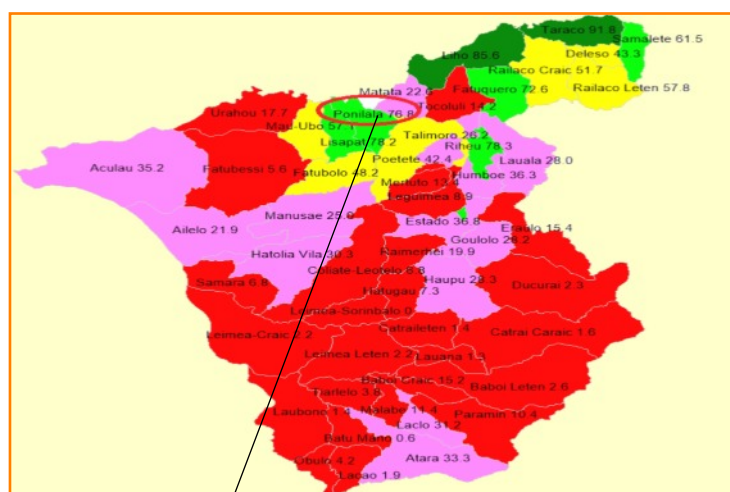 Taraco 91.8
Samalete 61.5
Liho 85.6
Deleso 43.3
Railaco Craic 51.7
Matata 22.6
Fatuquero 72.6
Railaco Leten 57.8
Urahou 17.7
Ponilala 76.8
Tocoluli 14.2
Mau-Ubo 57.1
Talimoro 26.2
Lisapat 78.2
Riheu 78.3
Aculau 35.2
Poetete 42.4
Lauala 28.0
Fatubessi 5.6
Fatubolo 48.2
Mertuto 13.4
Humboe 36.3
Leguimea 8.9
Manusae 25.0
Estado 36.8
Eraulo 15.4
Ailelo 21.9
Goulolo 26.2
Hatolia Vila 30.3
Raimerhei 19.9
Coliate-Leotelo 8.8
Samara 6.8
Haupu 29.3
Hatugau 7.3
Ducurai 2.3
Leimea-Sorinbalo 0
Leimea-Craic 2.2
Catraileten 1.4
Catrai Caraic 1.6
Leimea Leten 2.2
Lauana 1.3
Baboi Craic 15.2
Baboi Leten 2.6
Tiarlelo 3.8
Laubono 1.4
Malabe 11.4
Paramin 10.4
Laclo 31.2
Batu Mano 0.6
Obulo 4.2
Atara 33.3
Lacao 1.9